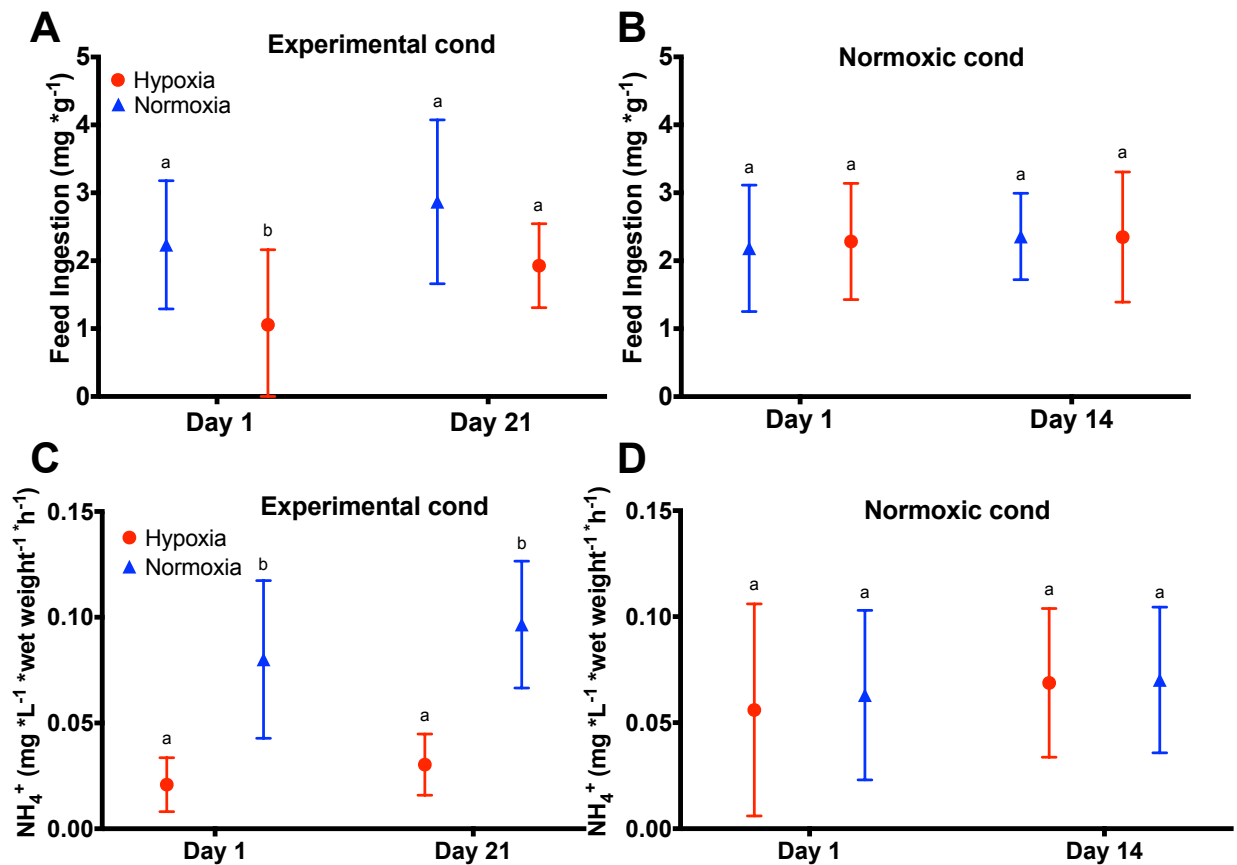 A
Experimental cond
Feed Ingestion (mg *g-1)
5
4
3
2
1
0
Hypoxia
Normoxia
a
b
a
a
Day 1
Day 21
B
Normoxic cond
Feed Ingestion (mg *g-1)
5
4
3
2
1
0
a
a
a
a
Day 1
Day 14
C
Experimental cond
NH4+ (mg *L-1 *wet weight-1 *h-1)
0.15
0.10
0.05
0.00
Hypoxia
Normoxia
a
b
a
b
Day 1
Day 21
D
Normoxic cond
NH4+ (mg *L-1 *wet weight-1 *h-1)
0.15
0.10
0.05
0.00
a
a
a
a
Day 1
Day 14